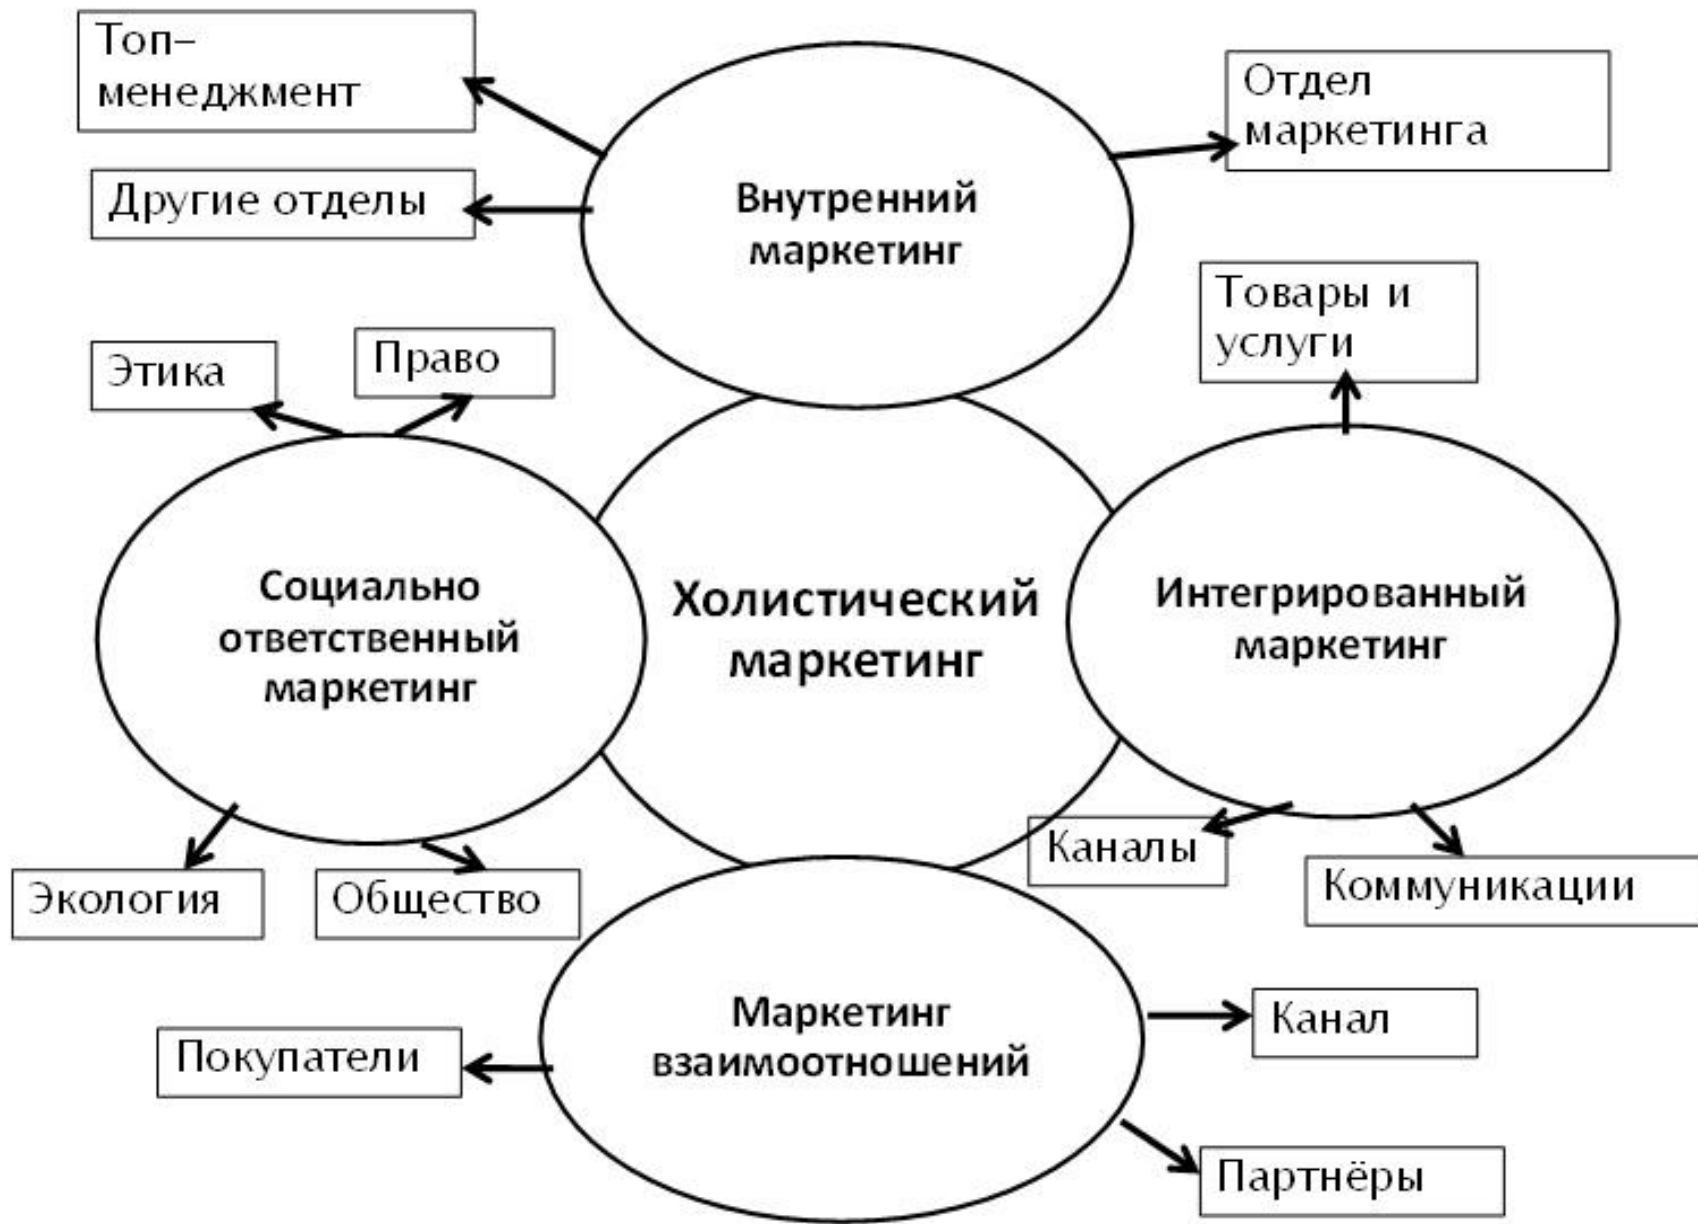 Топ–
менеджмент
Отдел
маркетинга
Другие отделы
Внутренний
маркетинг
Товары и
услуги
Этика
Право
Социально
ответственный
маркетинг
Холистический
маркетинг
Интегрированный
маркетинг
Каналы
Коммуникации
Экология
Общество
Маркетинг
взаимоотношений
Канал
Покупатели
Партнёры